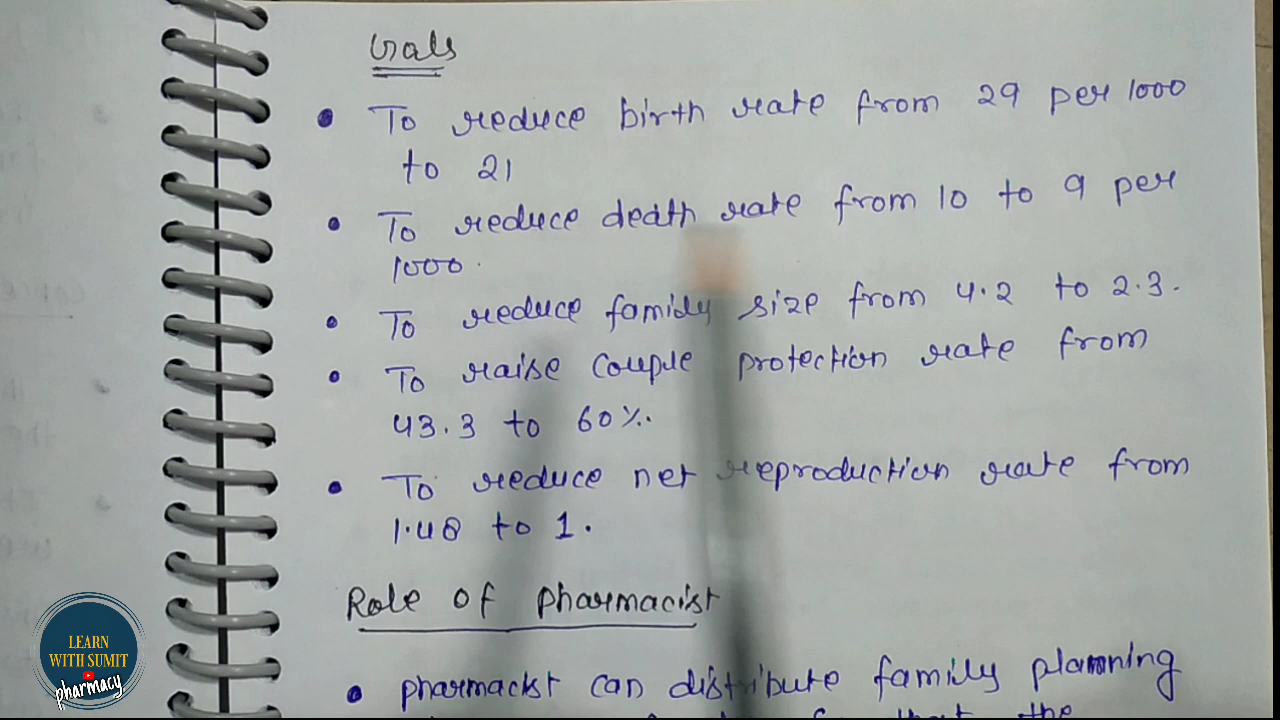 Goals
• To reduce birth rate from 29 per 1000
to 21
• To reduce death rate from 10 to 9 per
1000.
• To reduce family size from 4.2 to 2.3.
• To raise couple protection rate from
43.3 to 60%.
• To reduce net reproduction rate from
1.48 to 1.
Role of pharmacist
• pharmacist can distribute family planning
that the
LEARN
WITH SUMIT
pharmacy